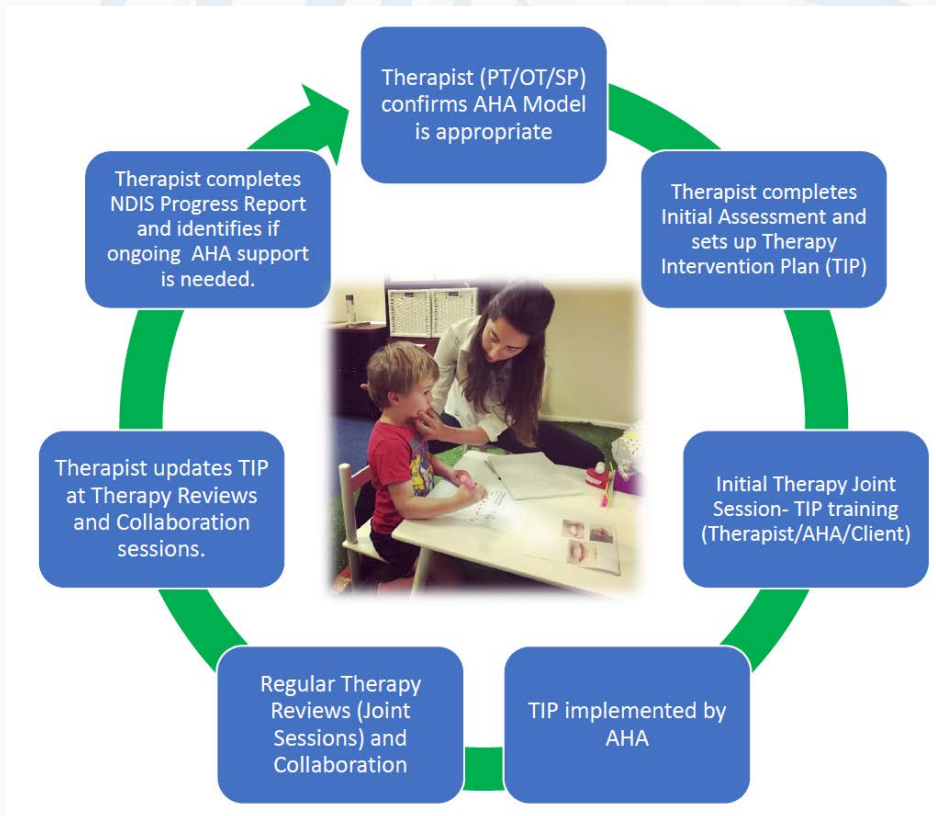 Therapist (PT/OT/SP)
confirms AHA Model
is appropriate
Therapist completes
Initial Assessment and
sets up Therapy
Intervention Plan (TIP)
Initial Therapy Joint
Session- TIP training
(Therapist/AHA/Client)
TIP implemented by
AHA
Regular Therapy
Reviews (Joint
Sessions) and
Collaboration
Therapist updates TIP
at Therapy Reviews
and Collaboration
sessions.
Therapist completes
NDIS Progress Report
and identifies if
ongoing  AHA support
is needed.